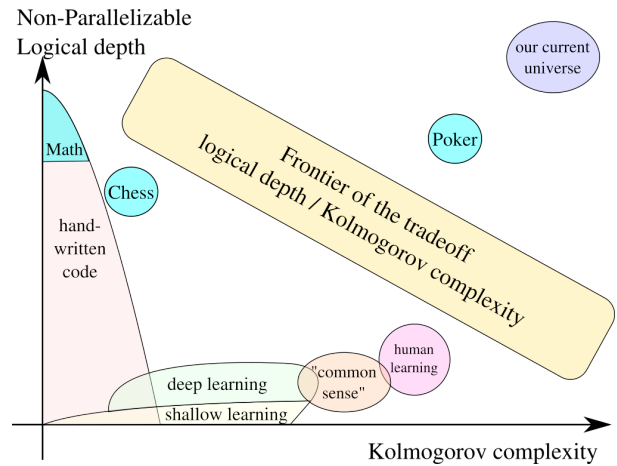 Non-Parallelizable
Logical depth
our current
universe
Poker
Math
Chess
Frontier of the tradeoff
logical depth / Kolmogorov complexity
hand-
written
code
human
learning
"common
sense"
deep learning
shallow learning
Kolmogorov complexity